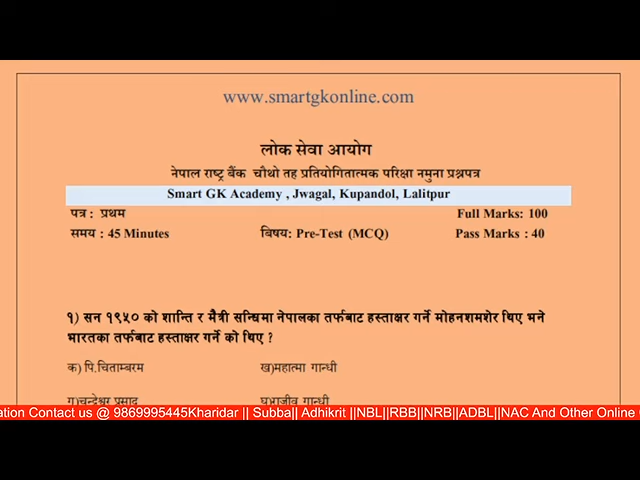 www.smartgkonline.com
लोक सेवा आयोग
नेपाल राष्ट्र बैंक चौथो तह प्रतियोगितात्मक परिक्षा नमुना प्रश्नपत्र
Smart GK Academy , Jwagal, Kupandol, Lalitpur
पत्र : प्रथम Full Marks: 100
समय : 45 Minutes विषय: Pre-Test (MCQ) Pass Marks : 40
१) सन १९५० को शान्ति र मैत्री सन्धिमा नेपालका तर्फबाट हस्ताक्षर गर्ने मोहनशमशेर थिए भने
भारतका तर्फबाट हस्ताक्षर गर्ने को थिए ?
क) पि.चिताम्बरम ख)महात्मा गान्धी
ग)चन्देश्वर प्रसाद घ)राजीव गान्धी
ation Contact us @ 9869995445Kharidar || Subba|| Adhikrit ||NBL||RBB||NRB||ADBL||NAC And Other Online